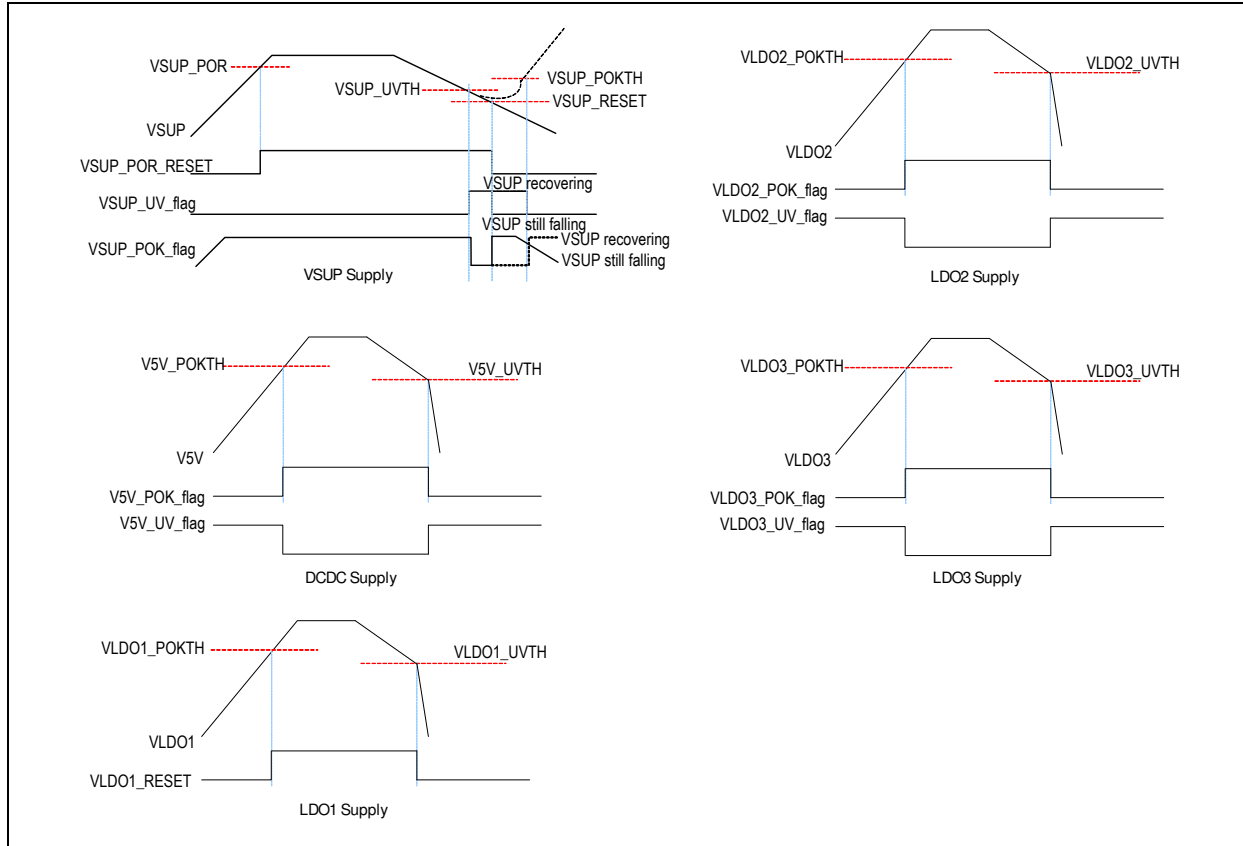 VSUP_POR
VSUP_UVTH
VSUP_POKTH
VSUP_RESET
VSUP
VSUP_POR_RESET
VSUP recovering
VSUP_UV_flag
VSUP still falling
VSUP_POK_flag
VSUP recovering
VSUP still falling
VSUP Supply
VLDO2_POKTH
VLDO2_UVTH
VLDO2
VLDO2_POK_flag
VLDO2_UV_flag
LDO2 Supply
V5V_POKTH
V5V_UVTH
V5V
V5V_POK_flag
V5V_UV_flag
DCDC Supply
VLDO3_POKTH
VLDO3_UVTH
VLDO3
VLDO3_POK_flag
VLDO3_UV_flag
LDO3 Supply
VLDO1_POKTH
VLDO1_UVTH
VLDO1
VLDO1_RESET
LDO1 Supply